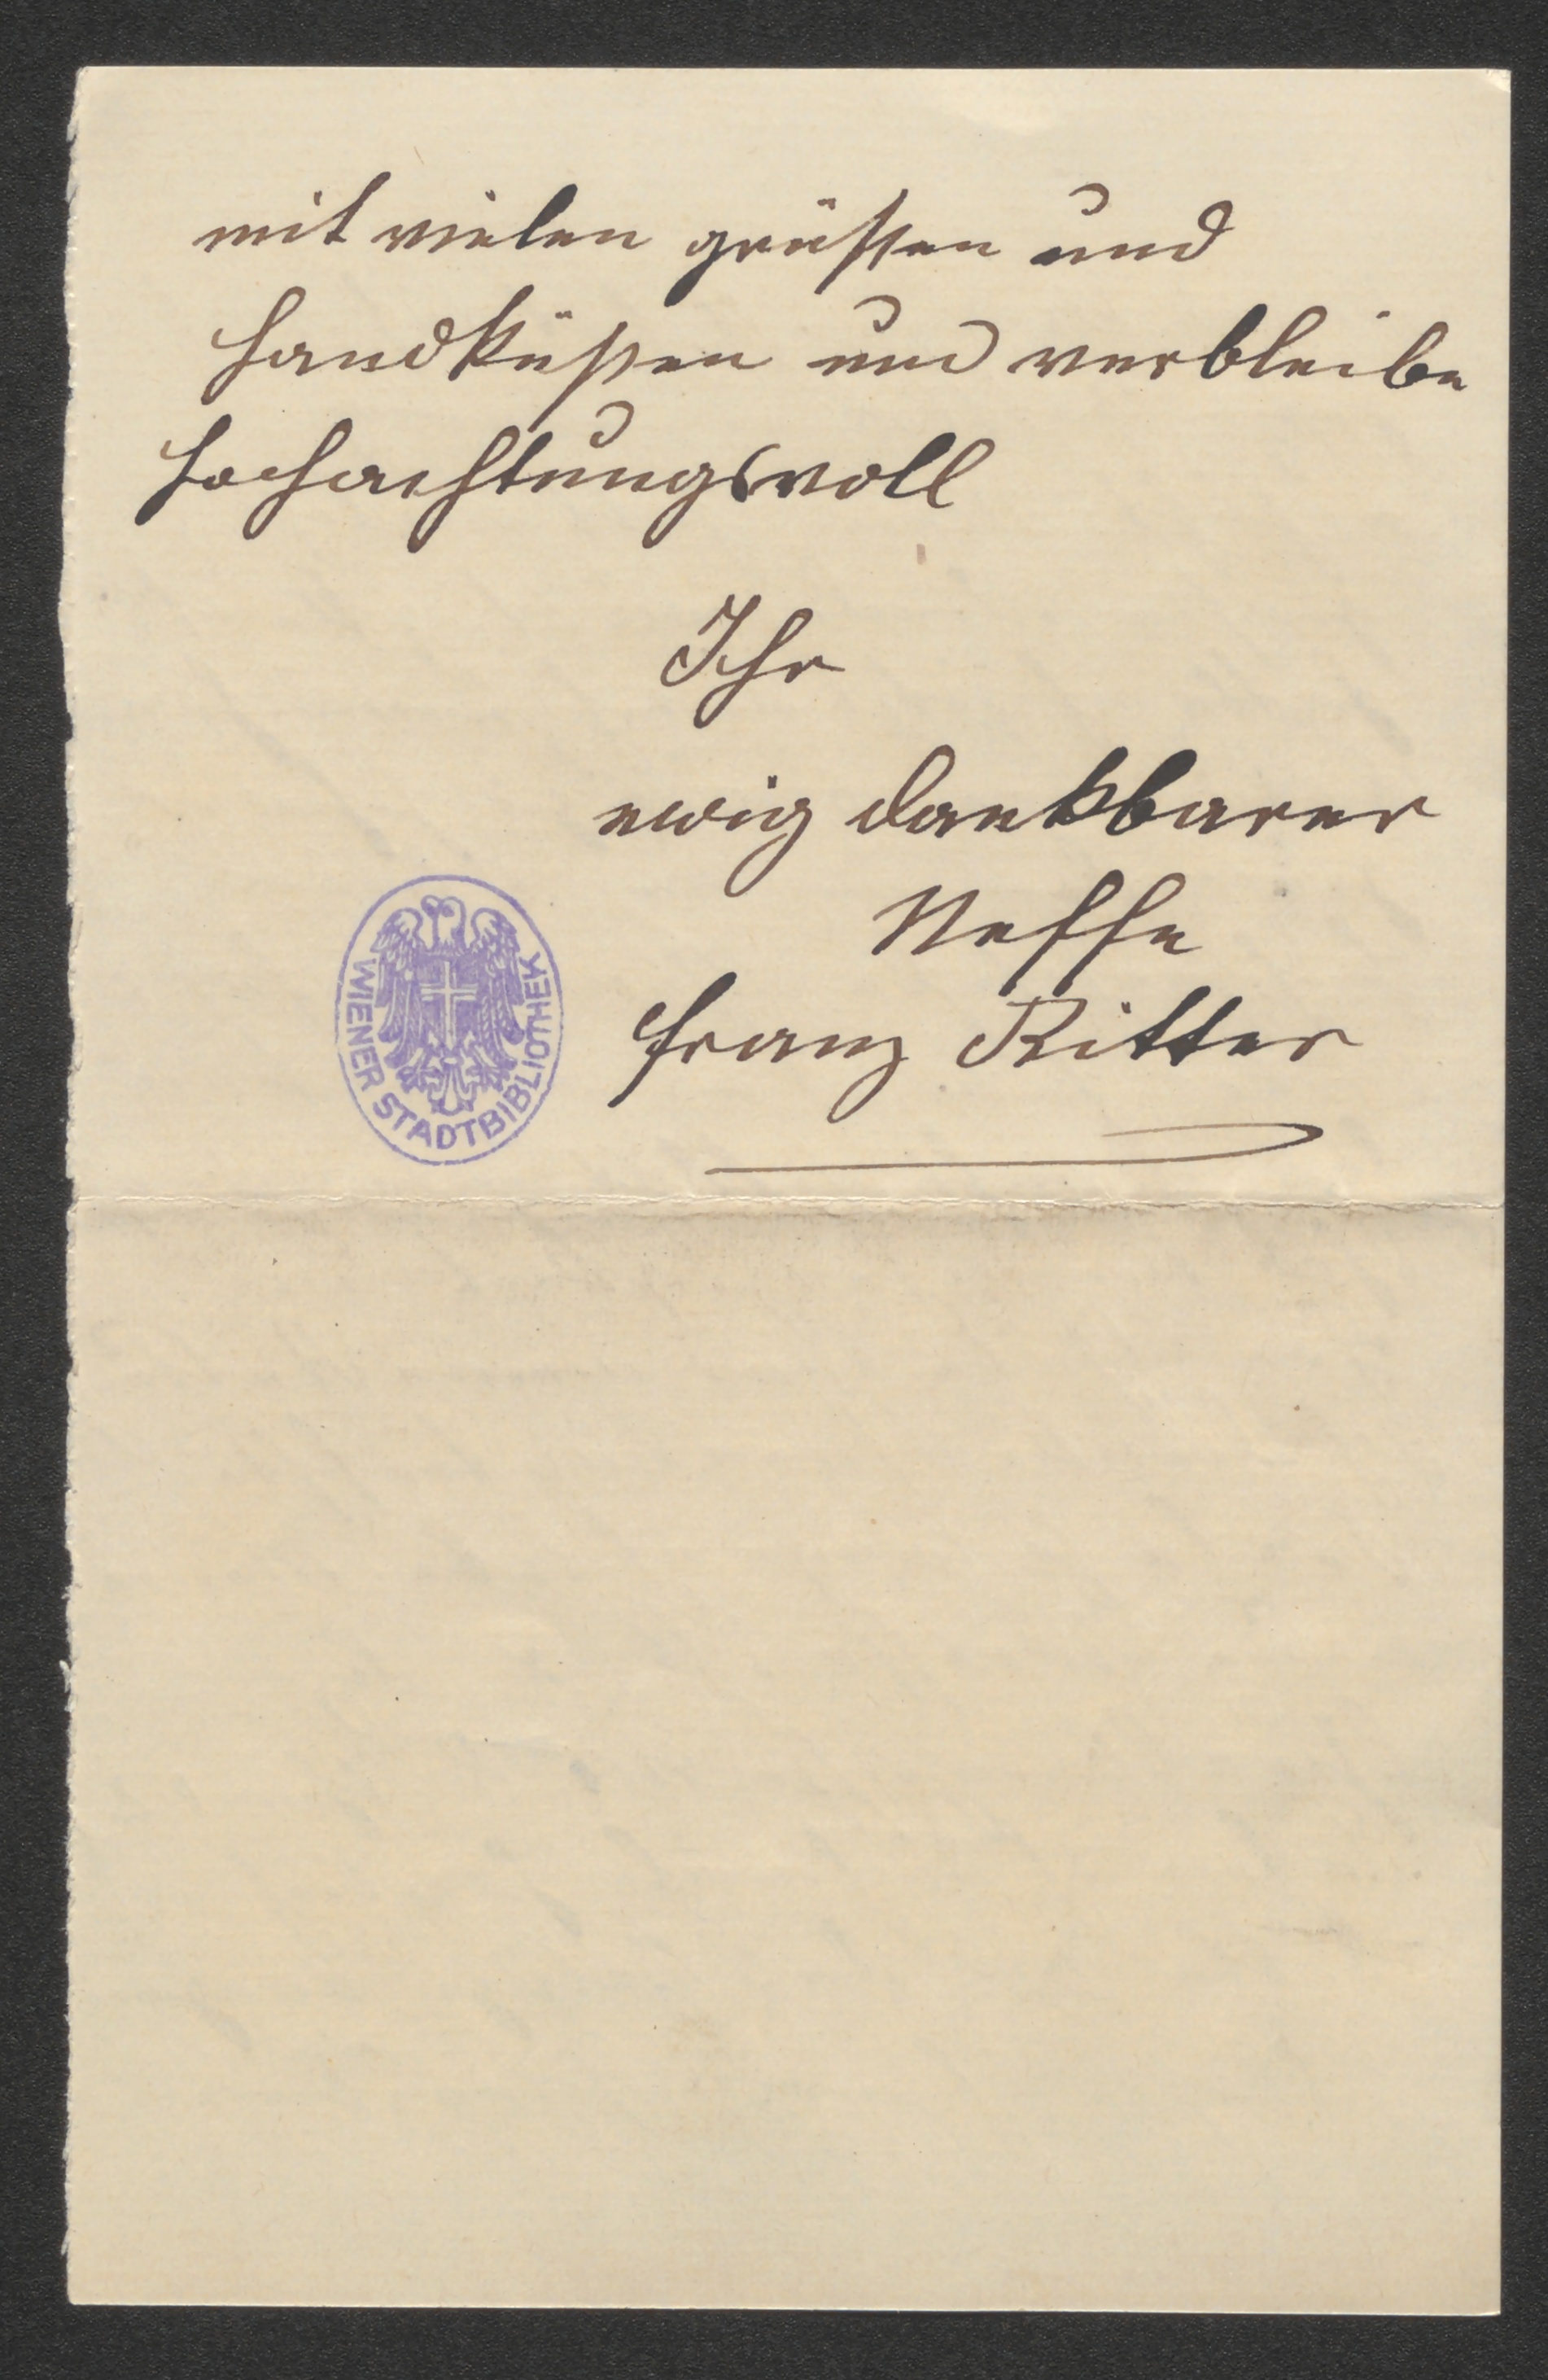 mit vielen grüssen und
handküssen und verbleibe
hochachtungsvoll
Ihr
ewig dankbarer
Neffe
Franz Ritter
WIENER STADTBIBLIOTHEK